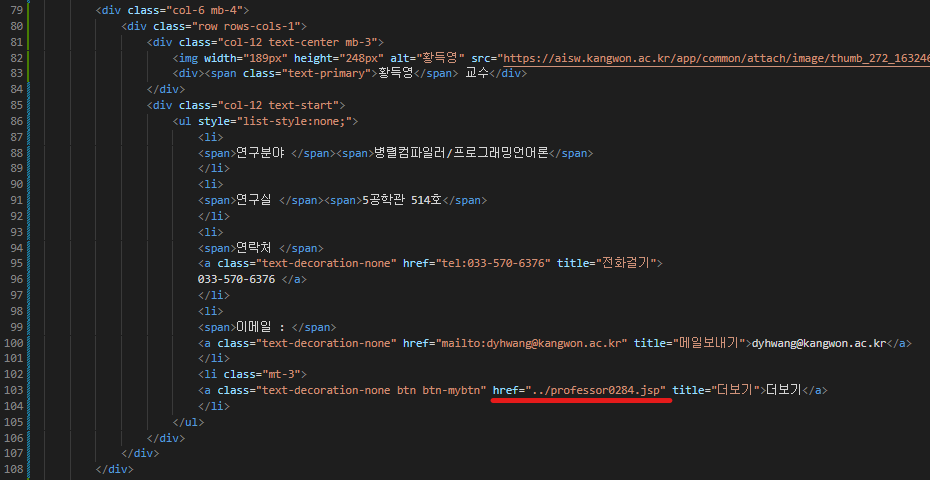 79 <div class="col-6 mb-4">
80 <div class="row rows-cols-1">
81 <div class="col-12 text-center mb-3">
82 <img width="189px" height="248px" alt="황득영" src="https://aisw.kangwon.ac.kr/app/common/attach/image/thumb_272_163246
83 <div><span class="text-primary">황득영</span> 교수</div>
84 </div>
85 <div class="col-12 text-start">
86 <ul style="list-style:none;">
87 <li>
88 <span>연구분야 </span><span>병렬컴파일러/프로그래밍언어론</span>
89 </li>
90 <li>
91 <span>연구실 </span><span>5공학관 514호</span>
92 </li>
93 <li>
94 <span>연락처 </span>
95 <a class="text-decoration-none" href="tel:033-570-6376" title="전화걸기">
96 033-570-6376 </a>
97 </li>
98 <li>
99 <span>이메일 : </span>
100 <a class="text-decoration-none" href="mailto:dyhwang@kangwon.ac.kr" title="메일보내기">dyhwang@kangwon.ac.kr</a>
101 </li>
102 <li class="mt-3">
103 <a class="text-decoration-none btn btn-mybtn" href="../professor0284.jsp" title="더보기">더보기</a>
104 </li>
105 </ul>
106 </div>
107 </div>
108 </div>